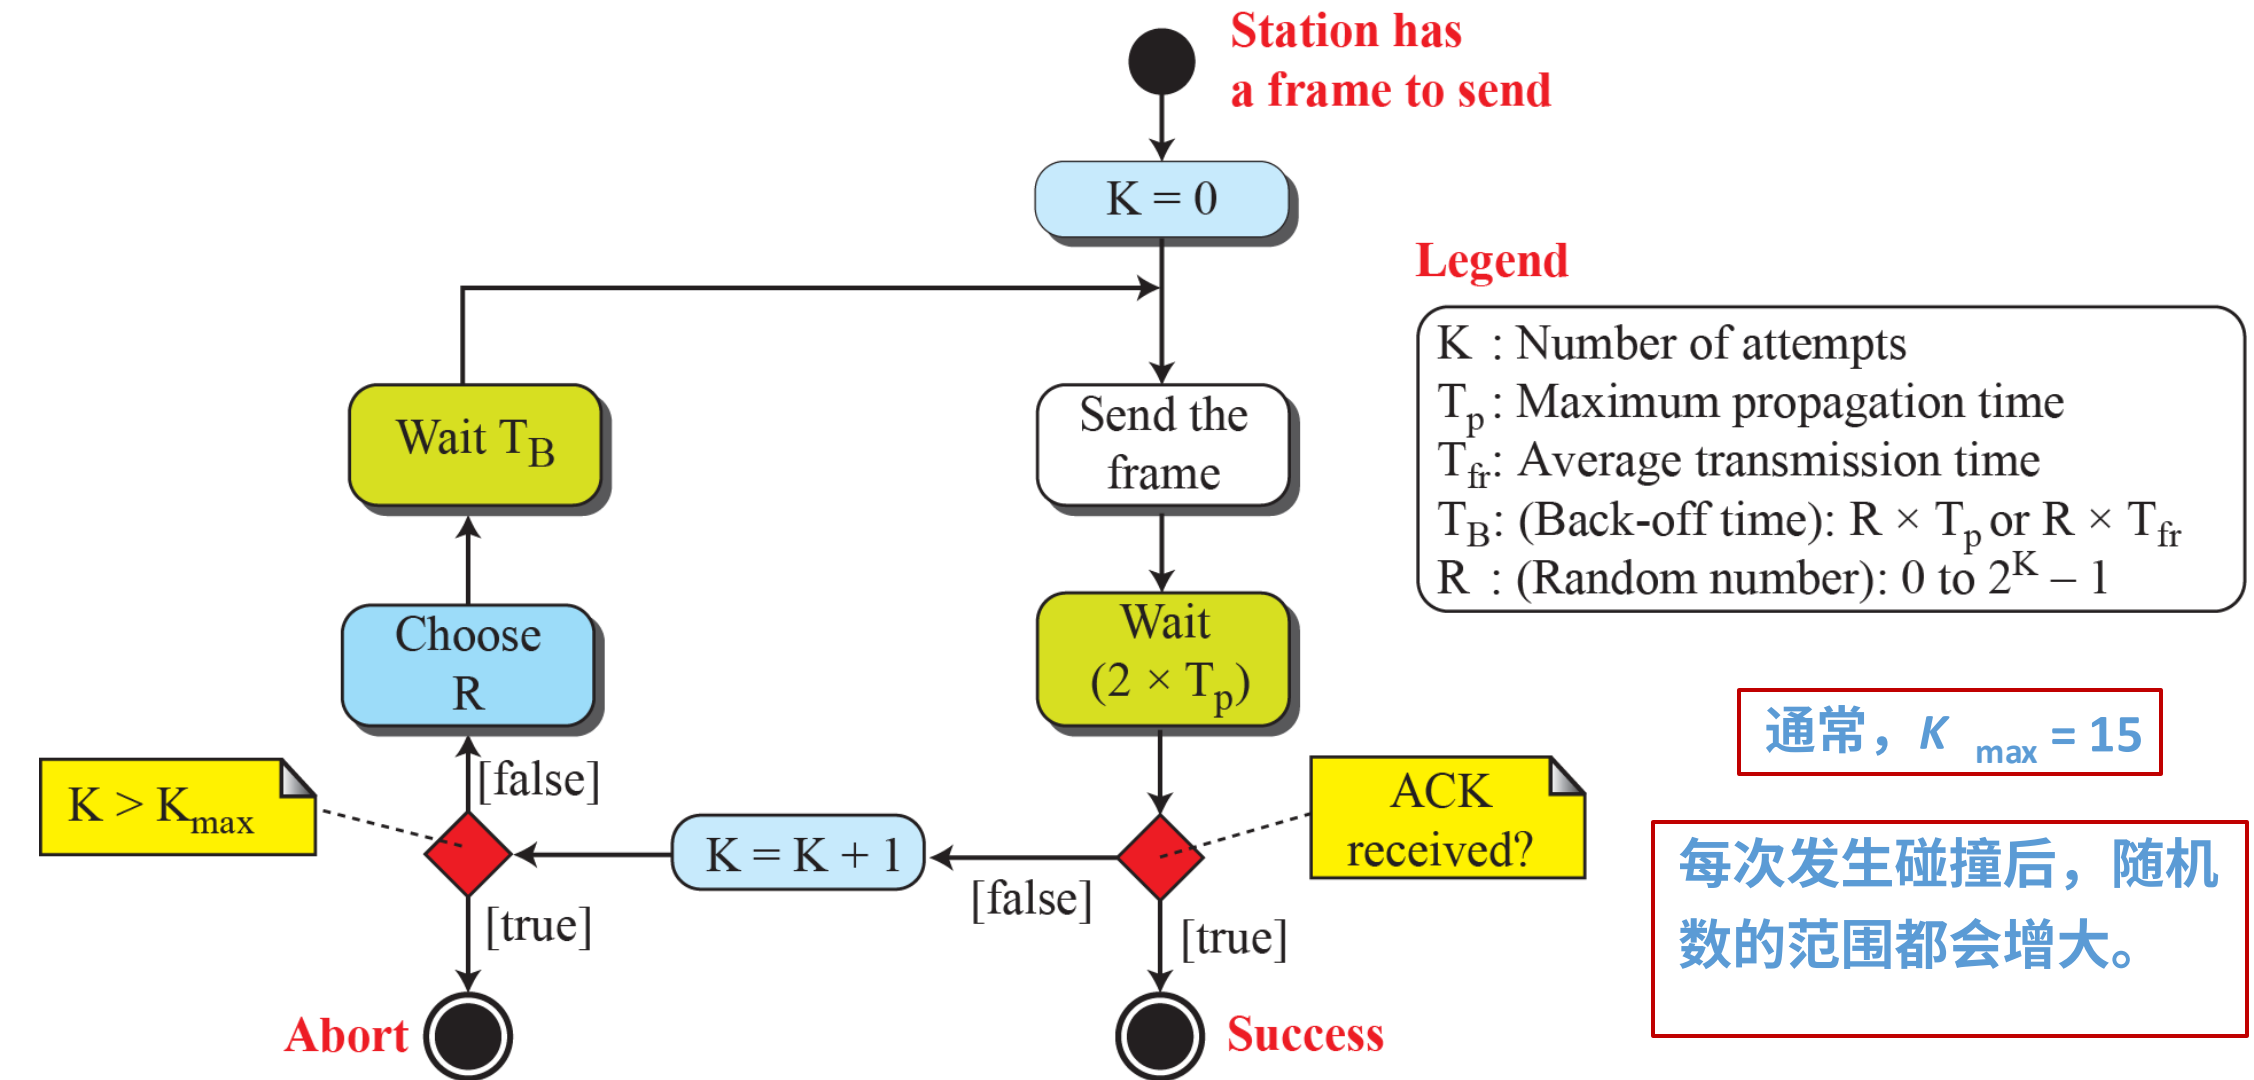 Station has
a frame to send
K = 0
Legend
K : Number of attempts
Tp : Maximum propagation time
Tfr : Average transmission time
TB : (Back-off time): R × Tp or R × Tfr
R : (Random number): 0 to 2^K – 1
Wait TB
Send the
frame
Choose
R
Wait
(2 × Tp)
通常，K max = 15
[false]
K > Kmax
K = K + 1
ACK
received?
[false]
[true]
[true]
每次发生碰撞后，随机
数的范围都会增大。
Abort
Success